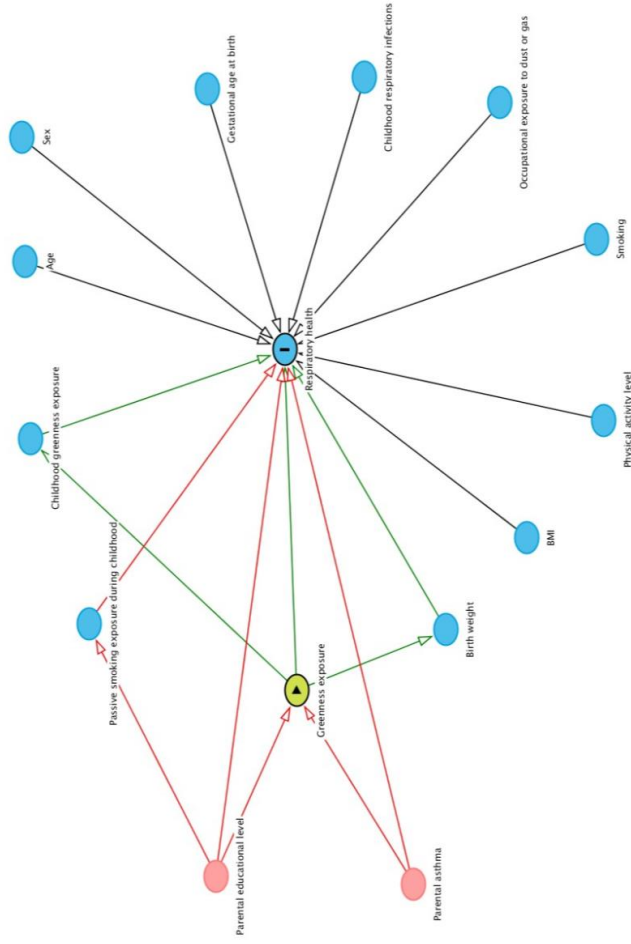 Sex
Age
Gestational age at birth
Childhood respiratory infections
Occupational exposure to dust or gas
Smoking
Physical activity level
BMI
Respiratory health
Childhood greenness exposure
Passive smoking exposure during childhood
Greenness exposure
Birth weight
Parental educational level
Parental asthma